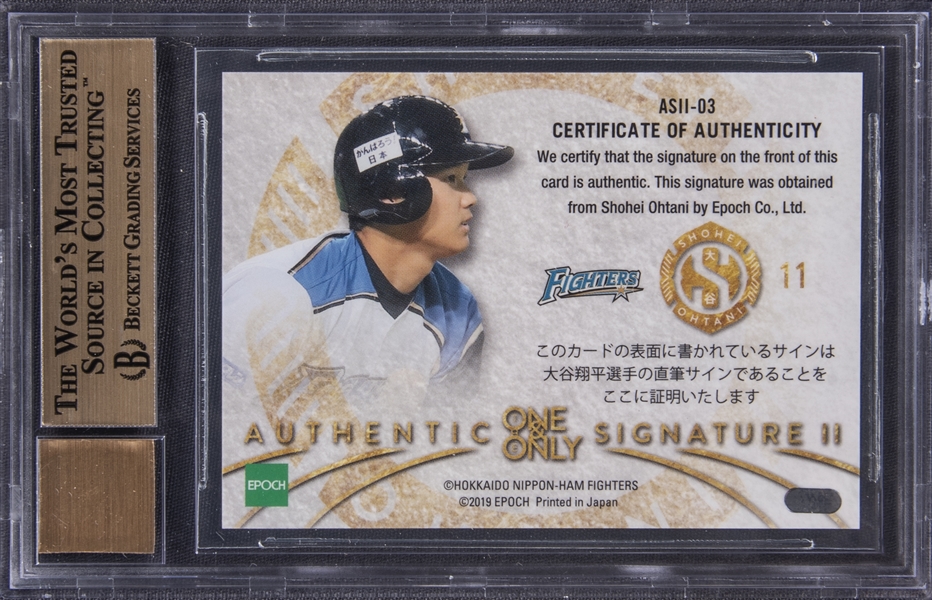 THE WORLD'S MOST TRUSTED
SOURCE IN COLLECTING™
BECKETT GRADING SERVICES
B
がんばろう!
日本
ASII-03
CERTIFICATE OF AUTHENTICITY
We certify that the signature on the front of this
card is authentic. This signature was obtained
from Shohei Ohtani by Epoch Co., Ltd.
FIGHTERS
SHOHEI
大
S
谷
OHTANI
11
このカードの表面に書かれているサインは
大谷翔平選手の直筆サインであることを
ここに証明いたします
AUTHENTIC ONE & ONLY SIGNATURE II
EPOCH
©HOKKAIDO NIPPON-HAM FIGHTERS
©2019 EPOCH Printed in Japan